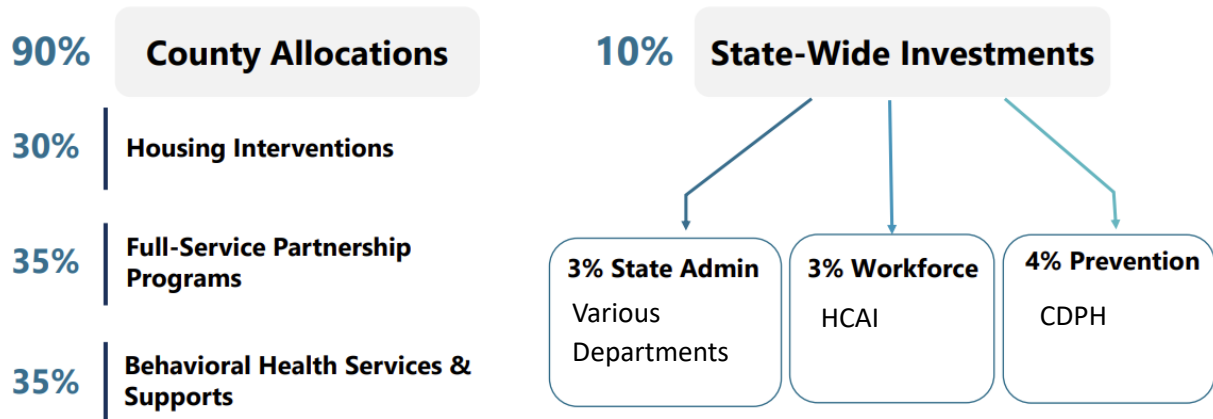 90% County Allocations
30% Housing Interventions
35% Full-Service Partnership
Programs
35% Behavioral Health Services &
Supports
10% State-Wide Investments
3% State Admin
Various
Departments
3% Workforce
HCAI
4% Prevention
CDPH